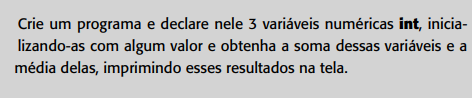 Crie um programa e declare nele 3 variáveis numéricas int, inicia-
lizando-as com algum valor e obtenha a soma dessas variáveis e a
média delas, imprimindo esses resultados na tela.